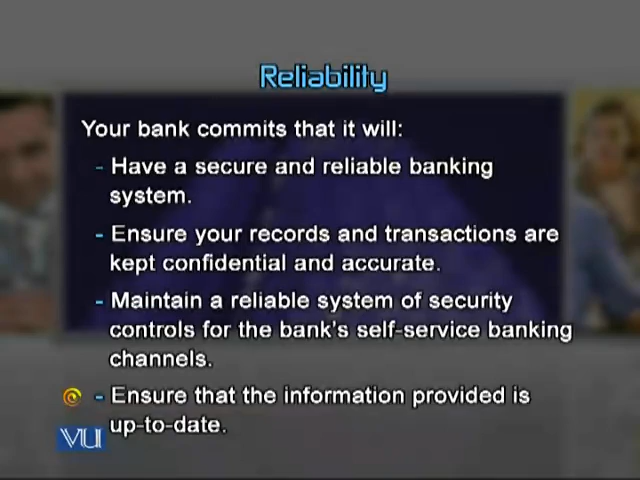 Reliability
Your bank commits that it will:
- Have a secure and reliable banking
system.
- Ensure your records and transactions are
kept confidential and accurate.
- Maintain a reliable system of security
controls for the bank's self-service banking
channels.
- Ensure that the information provided is
up-to-date.
VU